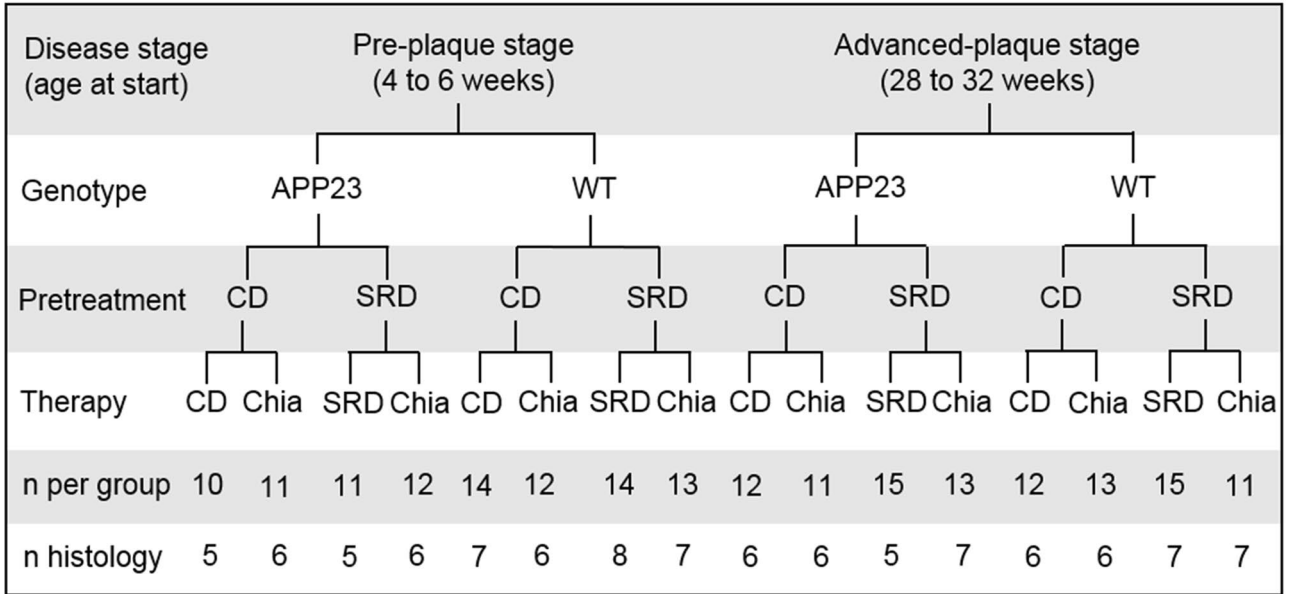 Disease stage
(age at start)
Pre-plaque stage
(4 to 6 weeks)
Advanced-plaque stage
(28 to 32 weeks)
Genotype APP23 WT APP23 WT
Pretreatment CD SRD CD SRD CD SRD CD SRD
Therapy CD Chia SRD Chia CD Chia SRD Chia CD Chia SRD Chia CD Chia SRD Chia
n per group 10 11 11 12 14 12 14 13 12 11 15 13 12 13 15 11
n histology 5 6 5 6 7 6 8 7 6 6 5 7 6 6 7 7